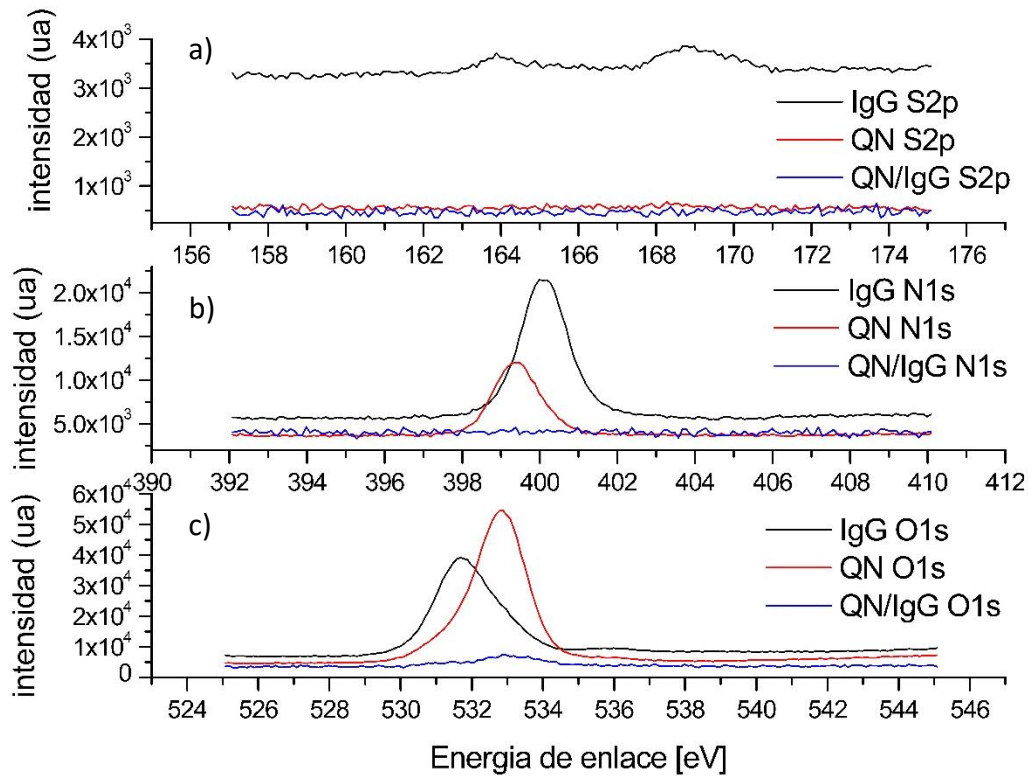 a)
intensidad (ua)
4x10³
3x10³
2x10³
1x10³
IgG S2p
QN S2p
QN/IgG S2p
156 158 160 162 164 166 168 170 172 174 176
b)
intensidad (ua)
2.0x10⁴
1.5x10⁴
1.0x10⁴
5.0x10³
IgG N1s
QN N1s
QN/IgG N1s
390 392 394 396 398 400 402 404 406 408 410 412
c)
intensidad (ua)
6x10⁴
5x10⁴
4x10⁴
3x10⁴
2x10⁴
1x10⁴
0
IgG O1s
QN O1s
QN/IgG O1s
524 526 528 530 532 534 536 538 540 542 544 546
Energia de enlace [eV]